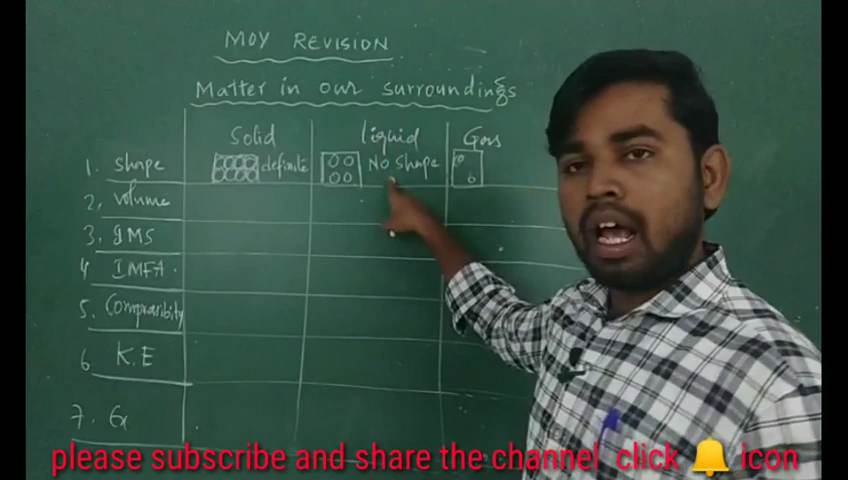 MOY REVISION
Matter in our surroundings
Solid liquid Gas
1. Shape definite No shape
2. Volume
3. IMS
4 IMFA.
5. Comprasibity
6 K.E
7. Ex
please subscribe and share the channel click 🔔 icon